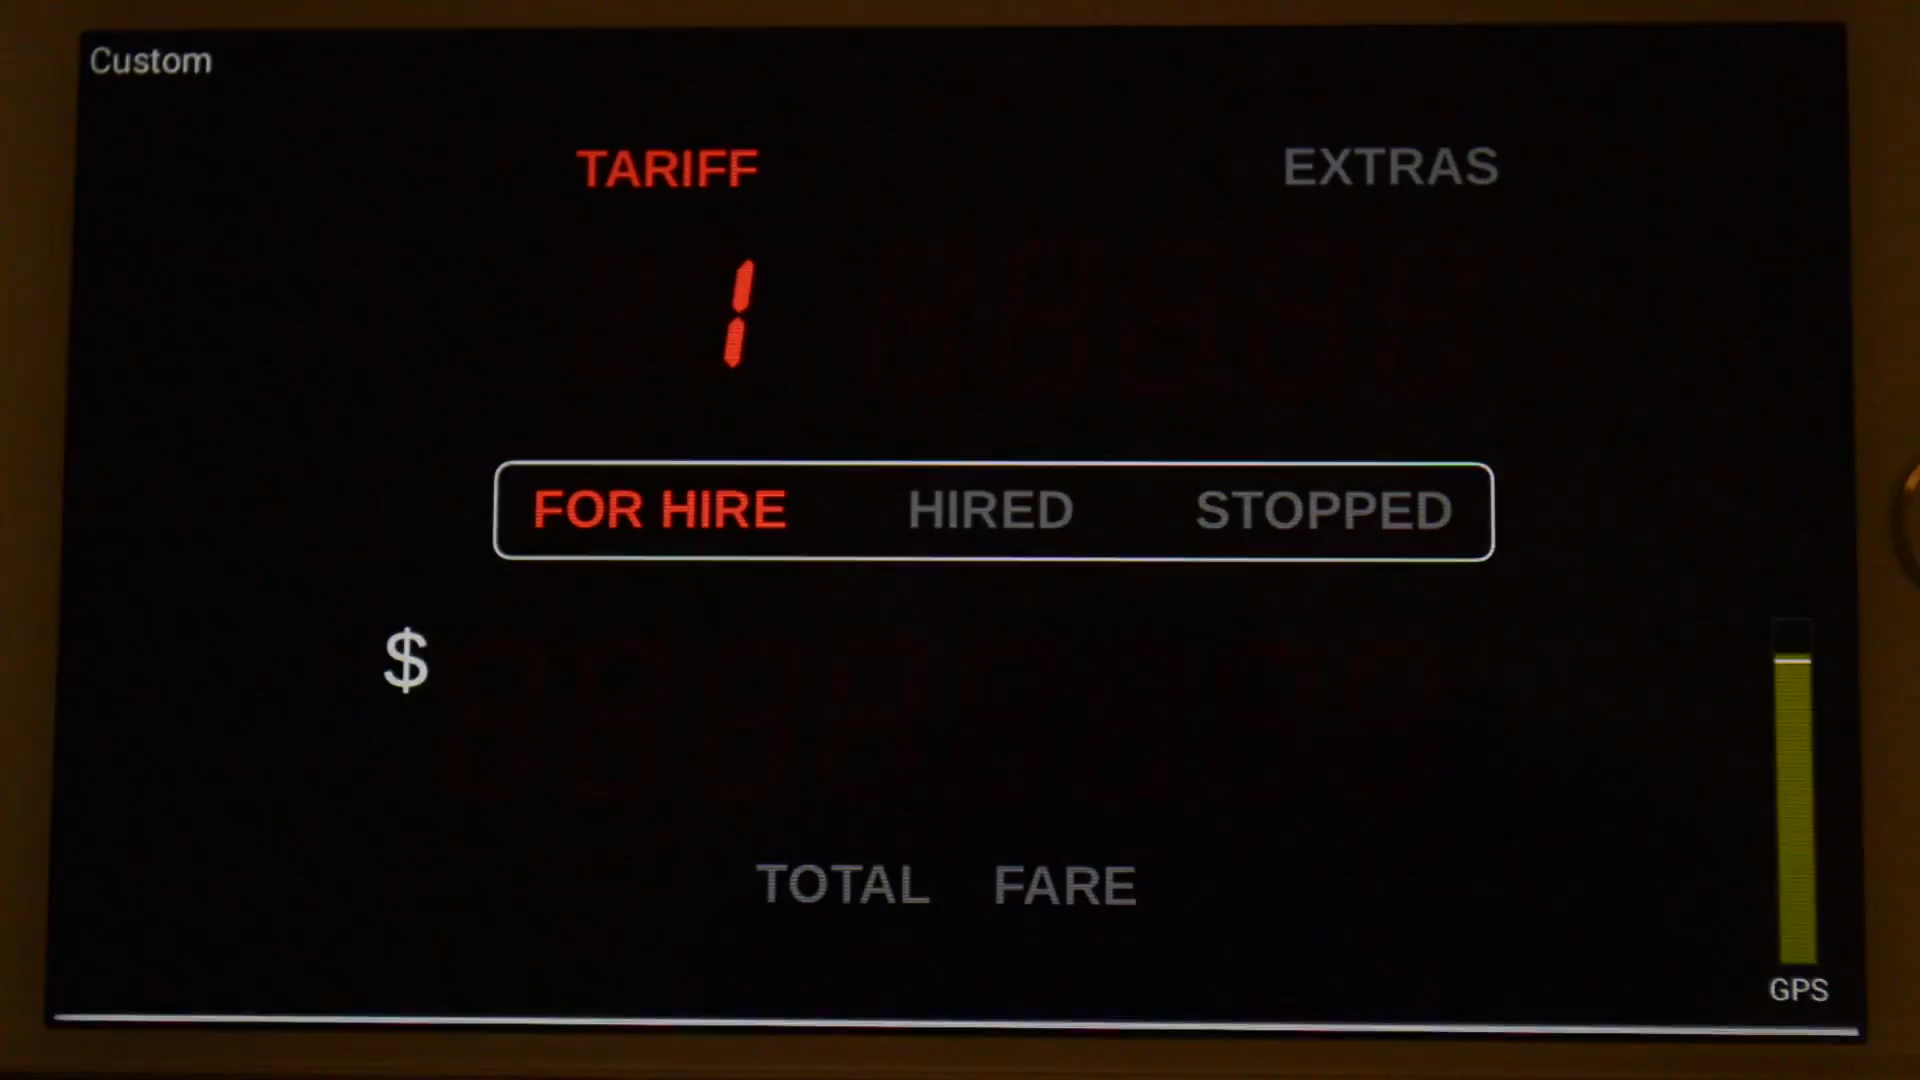 Custom
TARIFF EXTRAS
1
FOR HIRE HIRED STOPPED
$
TOTAL FARE
GPS